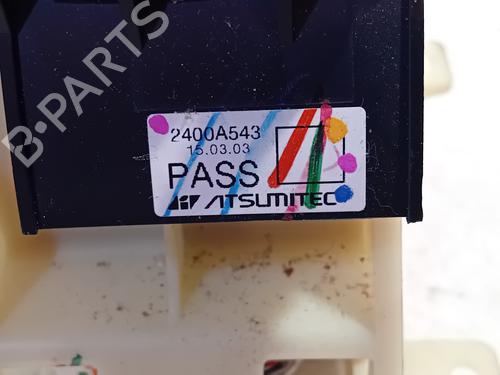 B-PARTS
2400A543
15.03.03
PASS
ATSUMITEC